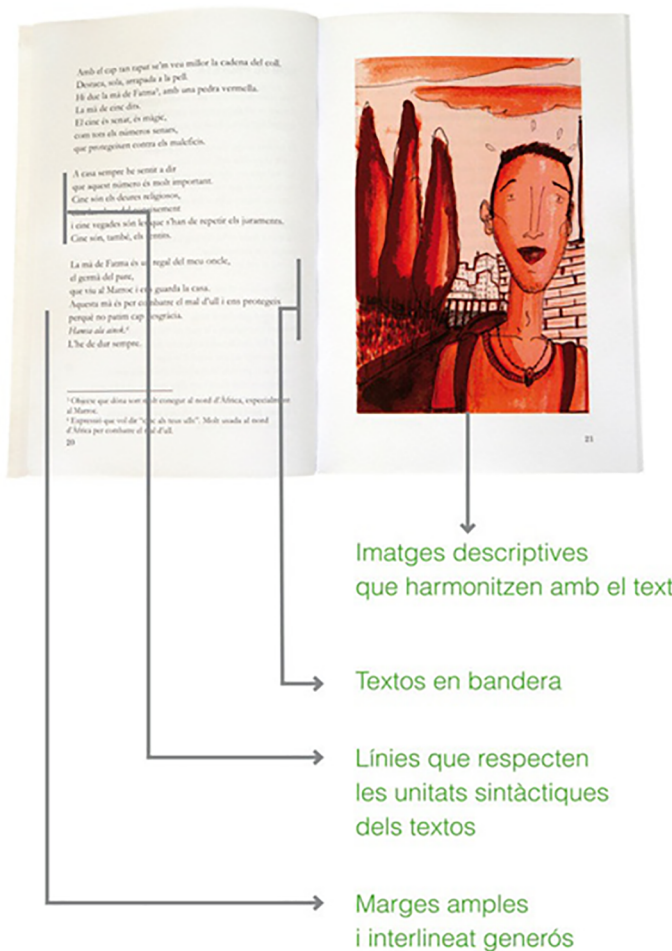 Amb el cap tan rapat se'm veu millor la cadena del coll.
Destaca, sola, arrapada a la pell.
Hi duc la mà de Fatma³, amb una pedra vermella.
La mà de cinc dits.
El cinc és senar, és màgic,
com tots els números senars,
que protegeixen contra els maleficis.
A casa sempre he sentit a dir
que aquest número és molt important.
Cinc són els deures religiosos,
i cinc vegades són les que s'han de repetir els juraments.
Cinc són, també, els sentits.
La mà de Fatma és un regal del meu oncle,
el germà del pare,
que viu al Marroc i ens guarda la casa.
Aquesta mà és per combatre el mal d'ull i ens protegeix
perquè no patim cap desgràcia.
Hamsa ala ainek.⁴
L'he de dur sempre.
³ Objecte que dóna sort molt conegut al nord d'Àfrica, especialment
al Marroc.
⁴ Expressió que vol dir "cinc als teus ulls". Molt usada al nord
d'Àfrica per combatre el mal d'ull.
20
21
Imatges descriptives
que harmonitzen amb el text
Textos en bandera
Línies que respecten
les unitats sintàctiques
dels textos
Marges amples
i interlineat generós